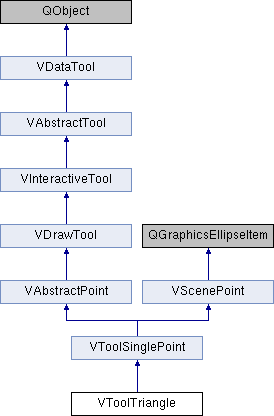 QObject
VDataTool
VAbstractTool
VInteractiveTool
VDrawTool
QGraphicsEllipseItem
VAbstractPoint
VScenePoint
VToolSinglePoint
VToolTriangle